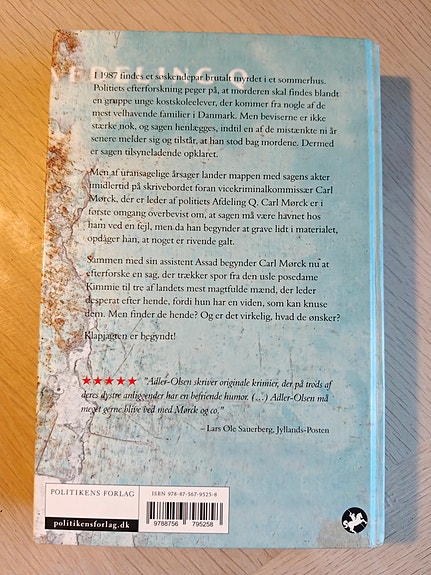 AFDELING Q
I 1987 findes et søskendepar brutalt myrdet i et sommerhus.
Politiets efterforskning peger på, at morderen skal findes blandt
en gruppe unge kostskoleelever, der kommer fra nogle af de
mest velhavende familier i Danmark. Men beviserne er ikke
stærke nok, og sagen henlægges, indtil en af de mistænkte ni år
senere melder sig og tilstår, at han stod bag mordene. Dermed
er sagen tilsyneladende opklaret.
Men af uransagelige årsager lander mappen med sagens akter
imidlertid på skrivebordet foran vicekriminalkommissær Carl
Mørck, der er leder af politiets Afdeling Q. Carl Mørck er i
første omgang overbevist om, at sagen må være havnet hos
ham ved en fejl, men da han begynder at grave lidt i materialet,
opdager han, at noget er rivende galt.
Sammen med sin assistent Assad begynder Carl Mørck nu at
efterforske en sag, der trækker spor fra den usle posedame
Kimmie til tre af landets mest magtfulde mænd, der leder
desperat efter hende, fordi hun har en viden, som kan knuse
dem. Men finder de hende? Og er det virkelig, hvad de ønsker?
Klapjagten er begyndt!
★★★★★ "Adler-Olsen skriver originale krimier, der på trods af
deres dystre anliggender har en befriende humor. (…) Adler-Olsen må
meget gerne blive ved med Mørck og co."
– Lars Ole Sauerberg, Jyllands-Posten
POLITIKENS FORLAG
politikensforlag.dk
ISBN 978-87-567-9525-8
9788756 795258